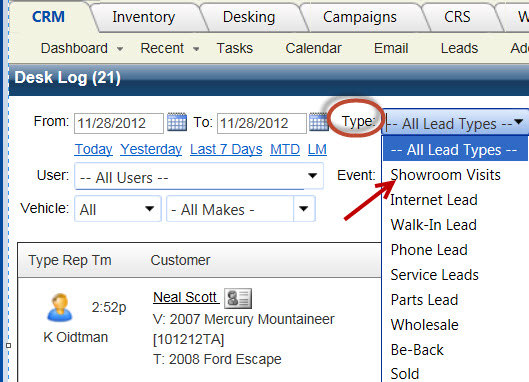 CRM Inventory Desking Campaigns CRS W
Dashboard Recent Tasks Calendar Email Leads Ad
Desk Log (21)
From: 11/28/2012 To: 11/28/2012 Type: -- All Lead Types --
Today Yesterday Last 7 Days MTD LM
-- All Lead Types --
User: -- All Users -- Event:
Showroom Visits
Internet Lead
Vehicle: All - All Makes -
Walk-In Lead
Phone Lead
Service Leads
Parts Lead
Wholesale
Be-Back
Sold
Type Rep Tm Customer
2:52p Neal Scott
K Oidtman
V: 2007 Mercury Mountaineer
[101212TA]
T: 2008 Ford Escape